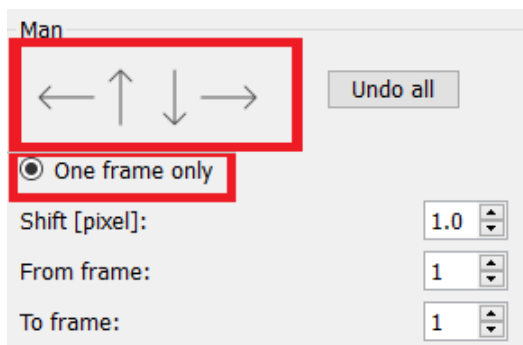 Man
Undo all
One frame only
Shift [pixel]: 1.0
From frame: 1
To frame: 1